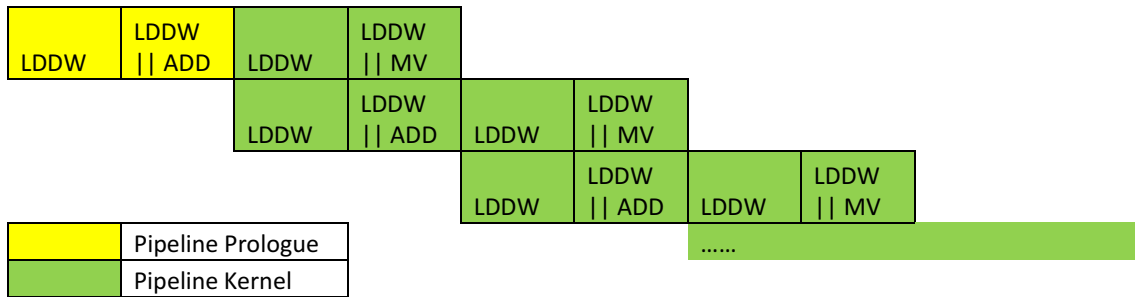 LDDW
LDDW
|| ADD
LDDW
LDDW
|| MV
LDDW
LDDW
|| ADD
LDDW
LDDW
|| MV
LDDW
LDDW
|| ADD
LDDW
LDDW
|| MV
Pipeline Prologue
......
Pipeline Kernel